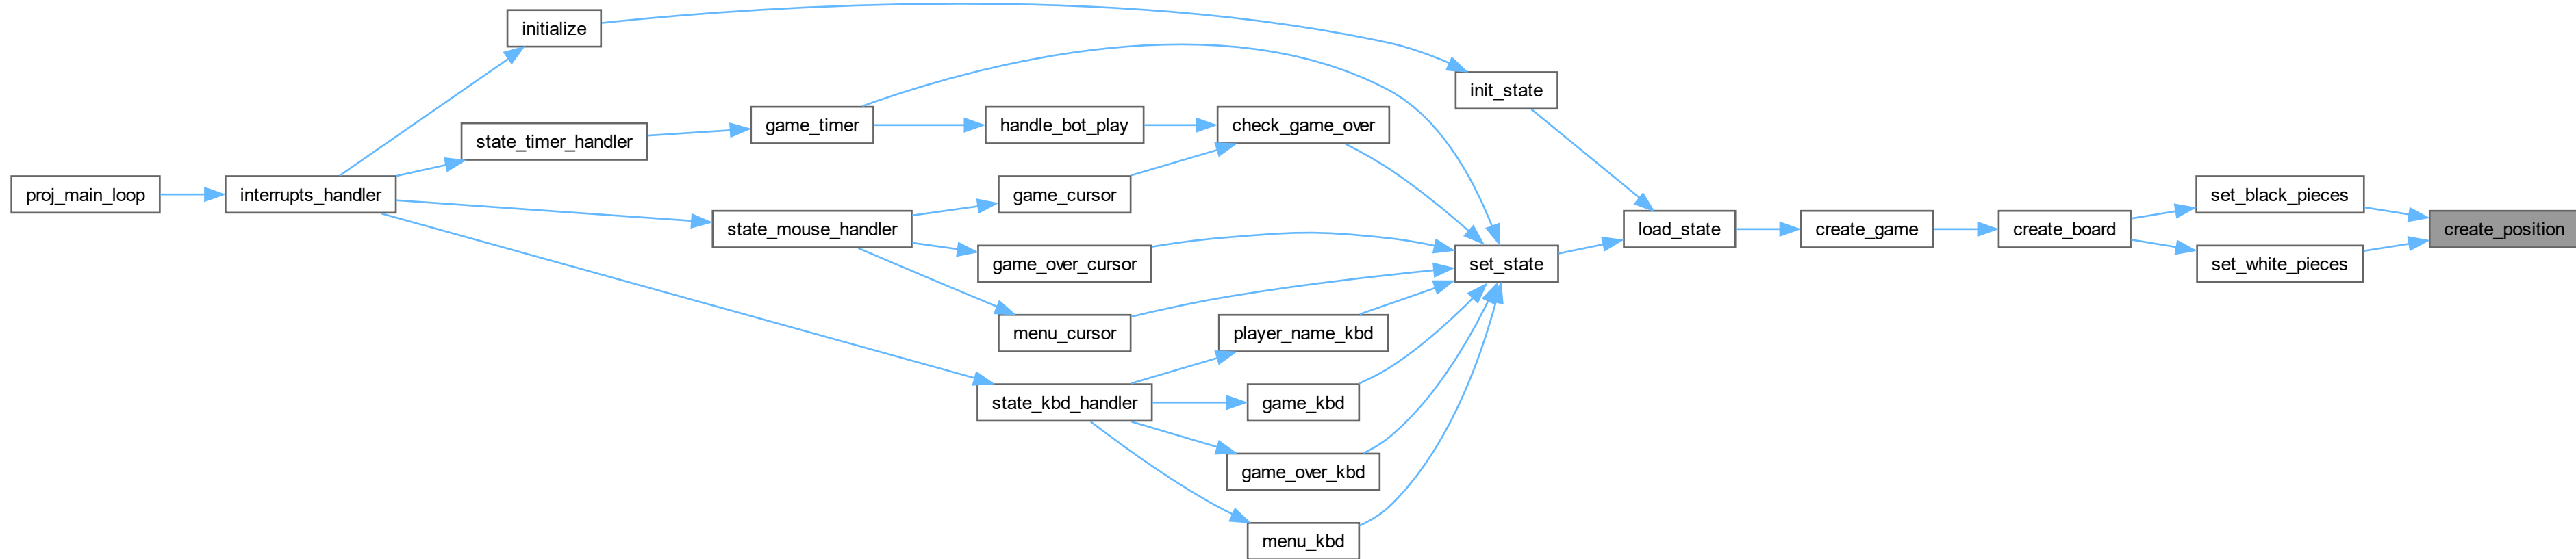 initialize
init_state
game_timer
handle_bot_play
check_game_over
state_timer_handler
proj_main_loop
interrupts_handler
game_cursor
set_black_pieces
state_mouse_handler
load_state
create_game
create_board
create_position
game_over_cursor
set_state
set_white_pieces
menu_cursor
player_name_kbd
state_kbd_handler
game_kbd
game_over_kbd
menu_kbd